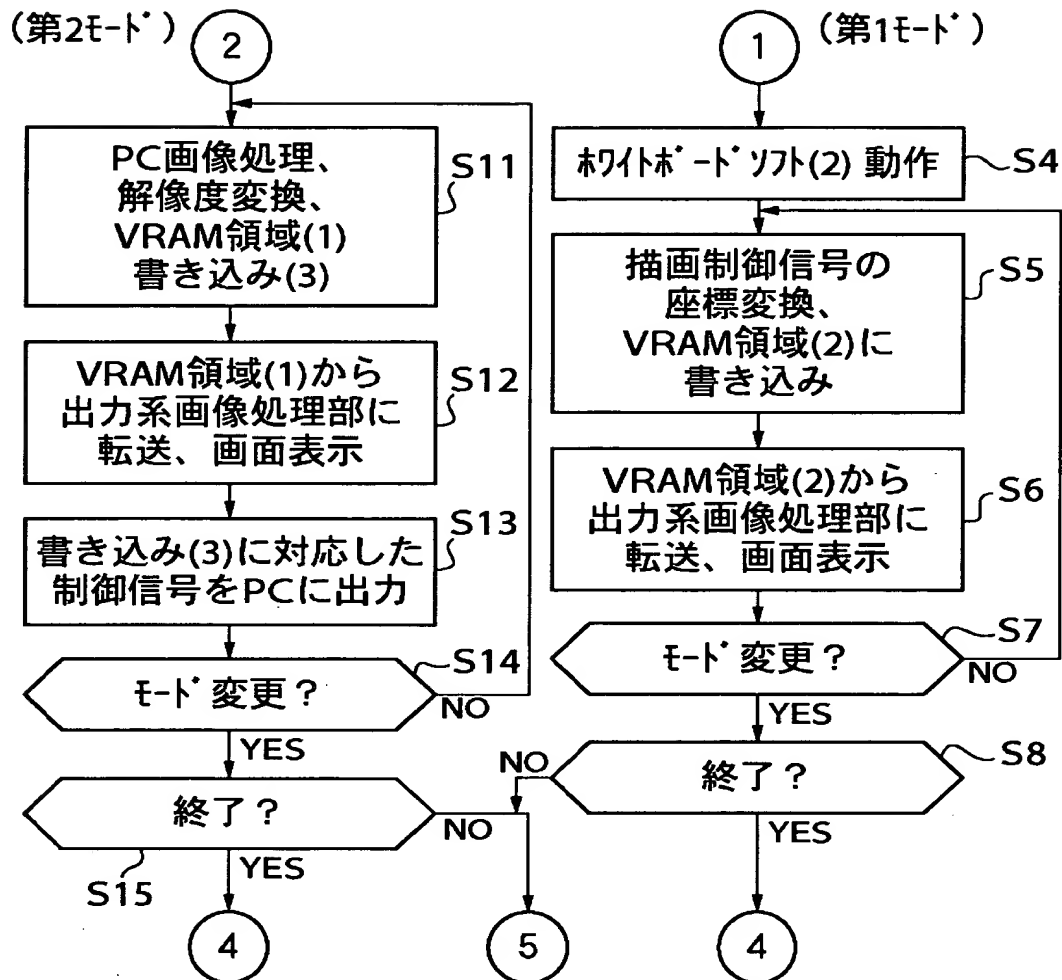 (第2ﾓｰﾄﾞ)
2
PC画像処理、
解像度変換、
VRAM領域(1)
書き込み(3)
S11
VRAM領域(1)から
出力系画像処理部に
転送、画面表示
S12
書き込み(3)に対応した
制御信号をPCに出力
S13
ﾓｰﾄﾞ変更？
S14
NO
YES
終了？
S15
NO
YES
4
5
(第1ﾓｰﾄﾞ)
1
ﾎﾜｲﾄﾎﾞｰﾄﾞｿﾌﾄ(2) 動作
S4
描画制御信号の
座標変換、
VRAM領域(2)に
書き込み
S5
VRAM領域(2)から
出力系画像処理部に
転送、画面表示
S6
ﾓｰﾄﾞ変更？
S7
NO
YES
終了？
S8
NO
YES
4